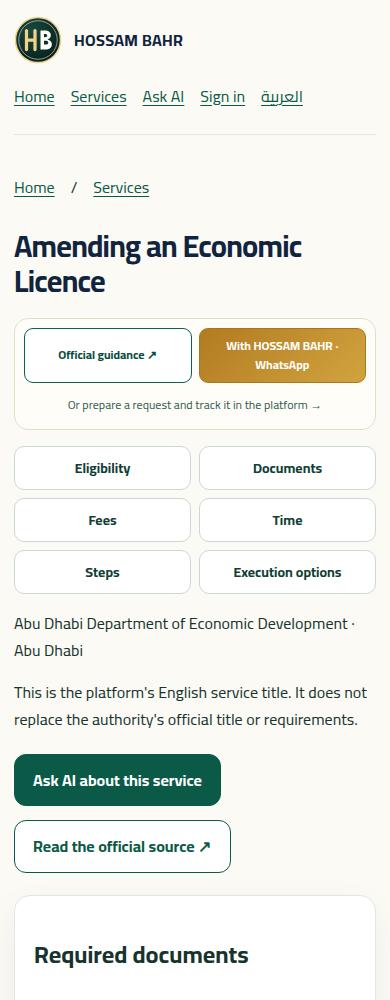 HB
HOSSAM BAHR
Home Services Ask AI Sign in العربية
Home / Services
Amending an Economic
Licence
Official guidance ↗
With HOSSAM BAHR ·
WhatsApp
Or prepare a request and track it in the platform →
Eligibility Documents
Fees Time
Steps Execution options
Abu Dhabi Department of Economic Development ·
Abu Dhabi
This is the platform's English service title. It does not
replace the authority's official title or requirements.
Ask AI about this service
Read the official source ↗
Required documents